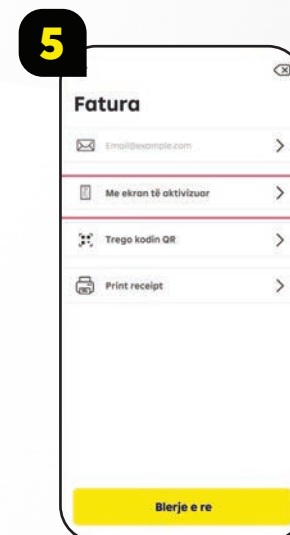 5
Fatura
Email@example.com
Me ekran të aktivizuar
Trego kodin QR
Print receipt
Blerje e re